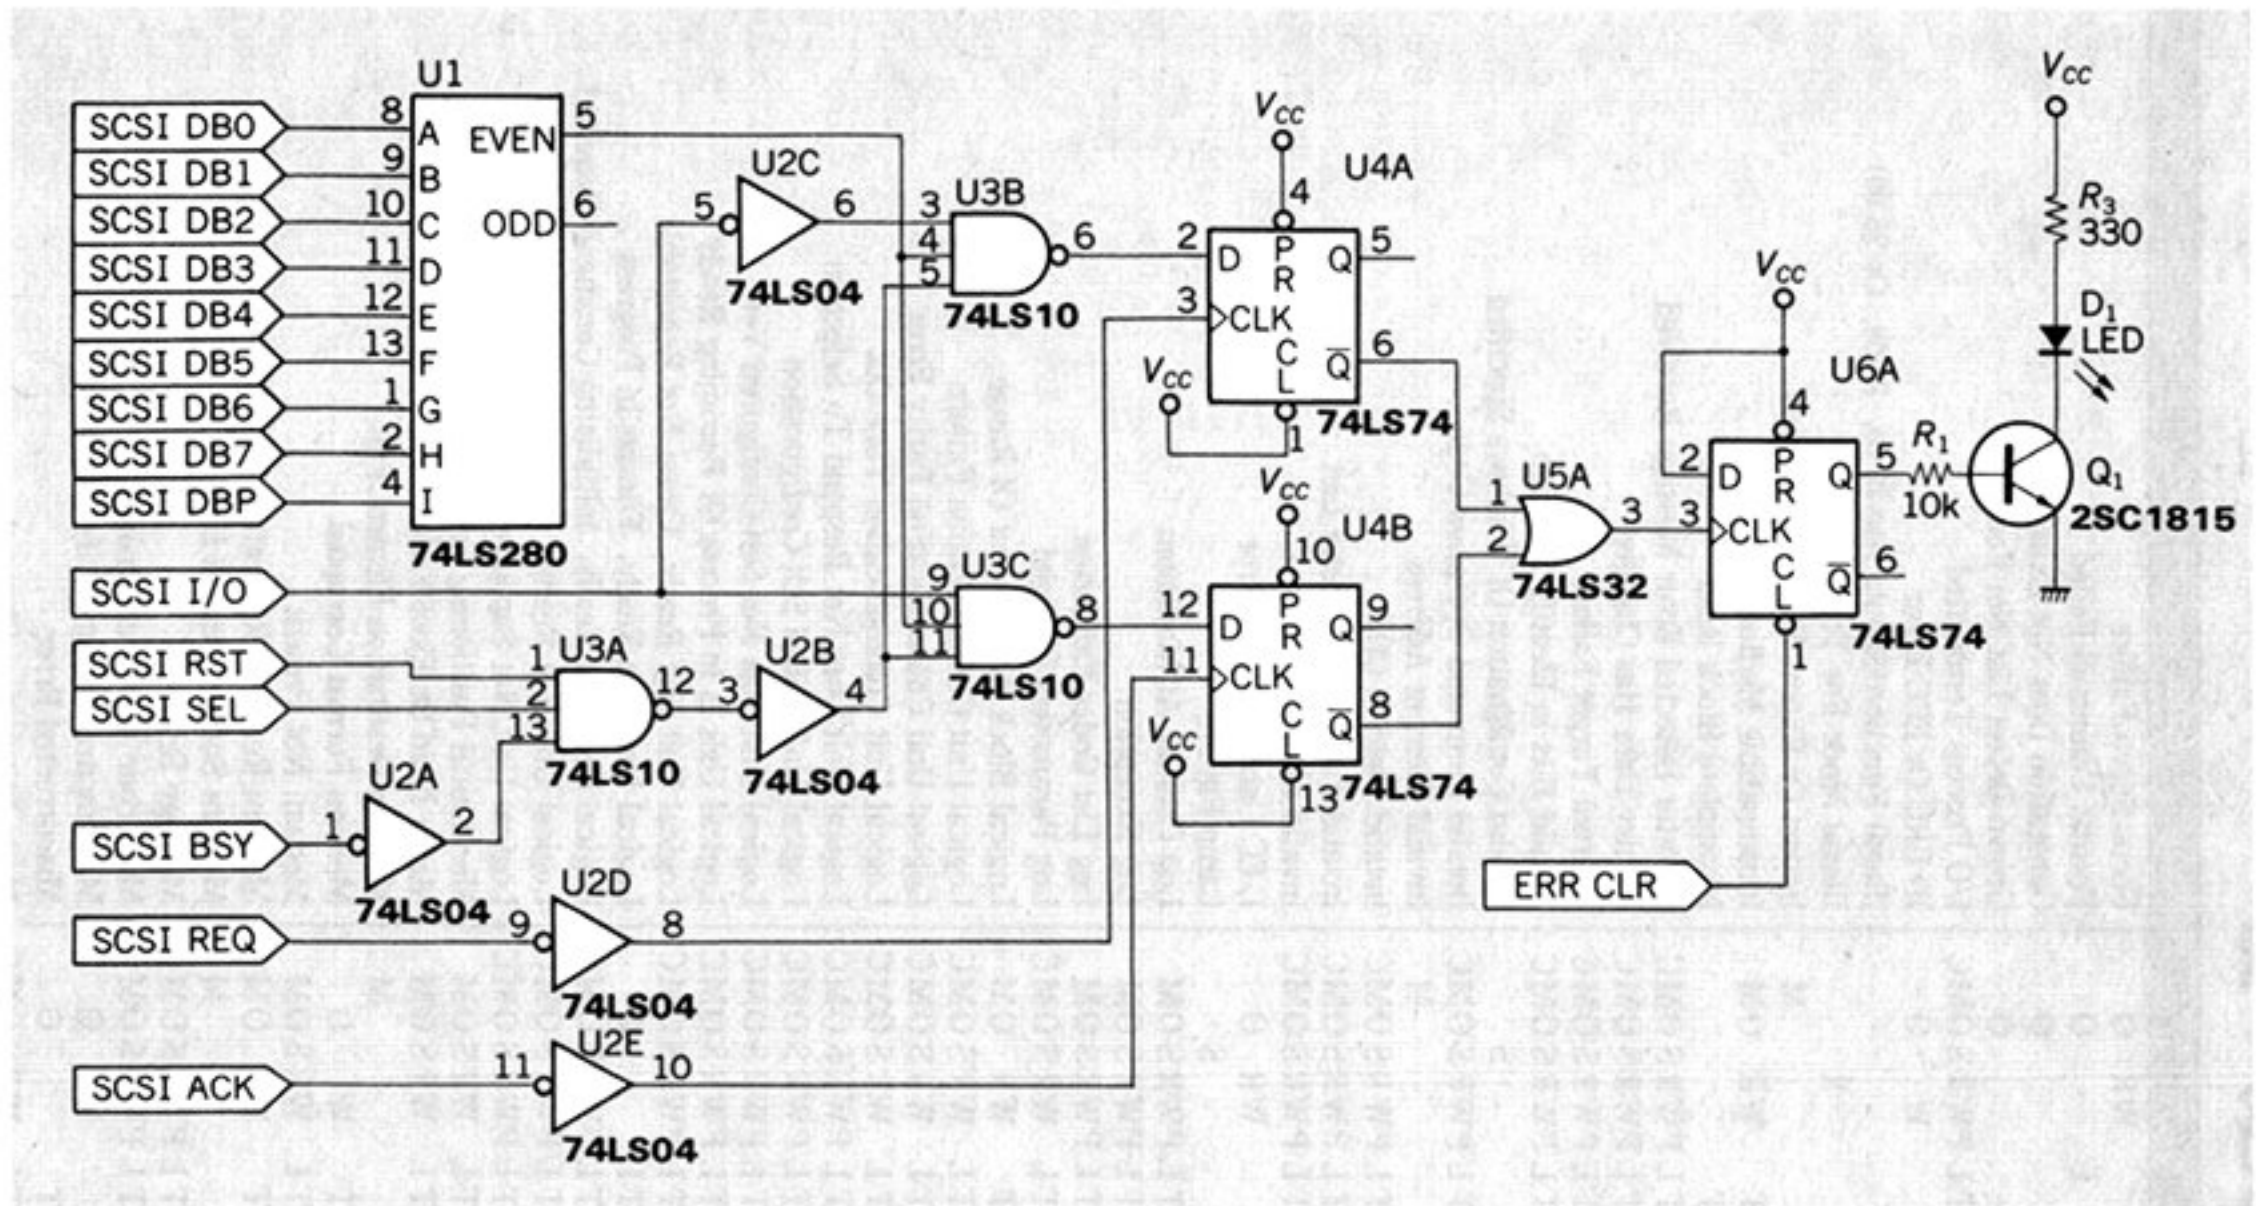 U1
SCSI DB0
SCSI DB1
SCSI DB2
SCSI DB3
SCSI DB4
SCSI DB5
SCSI DB6
SCSI DB7
SCSI DBP
8
9
10
11
12
13
1
2
4
A
B
C
D
E
F
G
H
I
EVEN 5
ODD 6
74LS280
SCSI I/O
SCSI RST
SCSI SEL
SCSI BSY
SCSI REQ
SCSI ACK
U2C
5 6
74LS04
U3B
3
4
5
6
74LS10
U3A
1
2
13
12
74LS10
U2B
3 4
74LS04
U2A
1 2
74LS04
U2D
9 8
74LS04
U2E
11 10
74LS04
U3C
9
10
11
8
74LS10
VCC
4
U4A
2 D PR Q 5
3 CLK
CL Q̅ 6
VCC
1
74LS74
VCC
10
U4B
12 D PR Q 9
11 CLK
CL Q̅ 8
VCC
13
74LS74
U5A
1
2
3
74LS32
VCC
4
U6A
2 D PR Q 5
3 CLK
CL Q̅ 6
1
74LS74
ERR CLR
R1
10k
VCC
R3
330
D1
LED
Q1
2SC1815